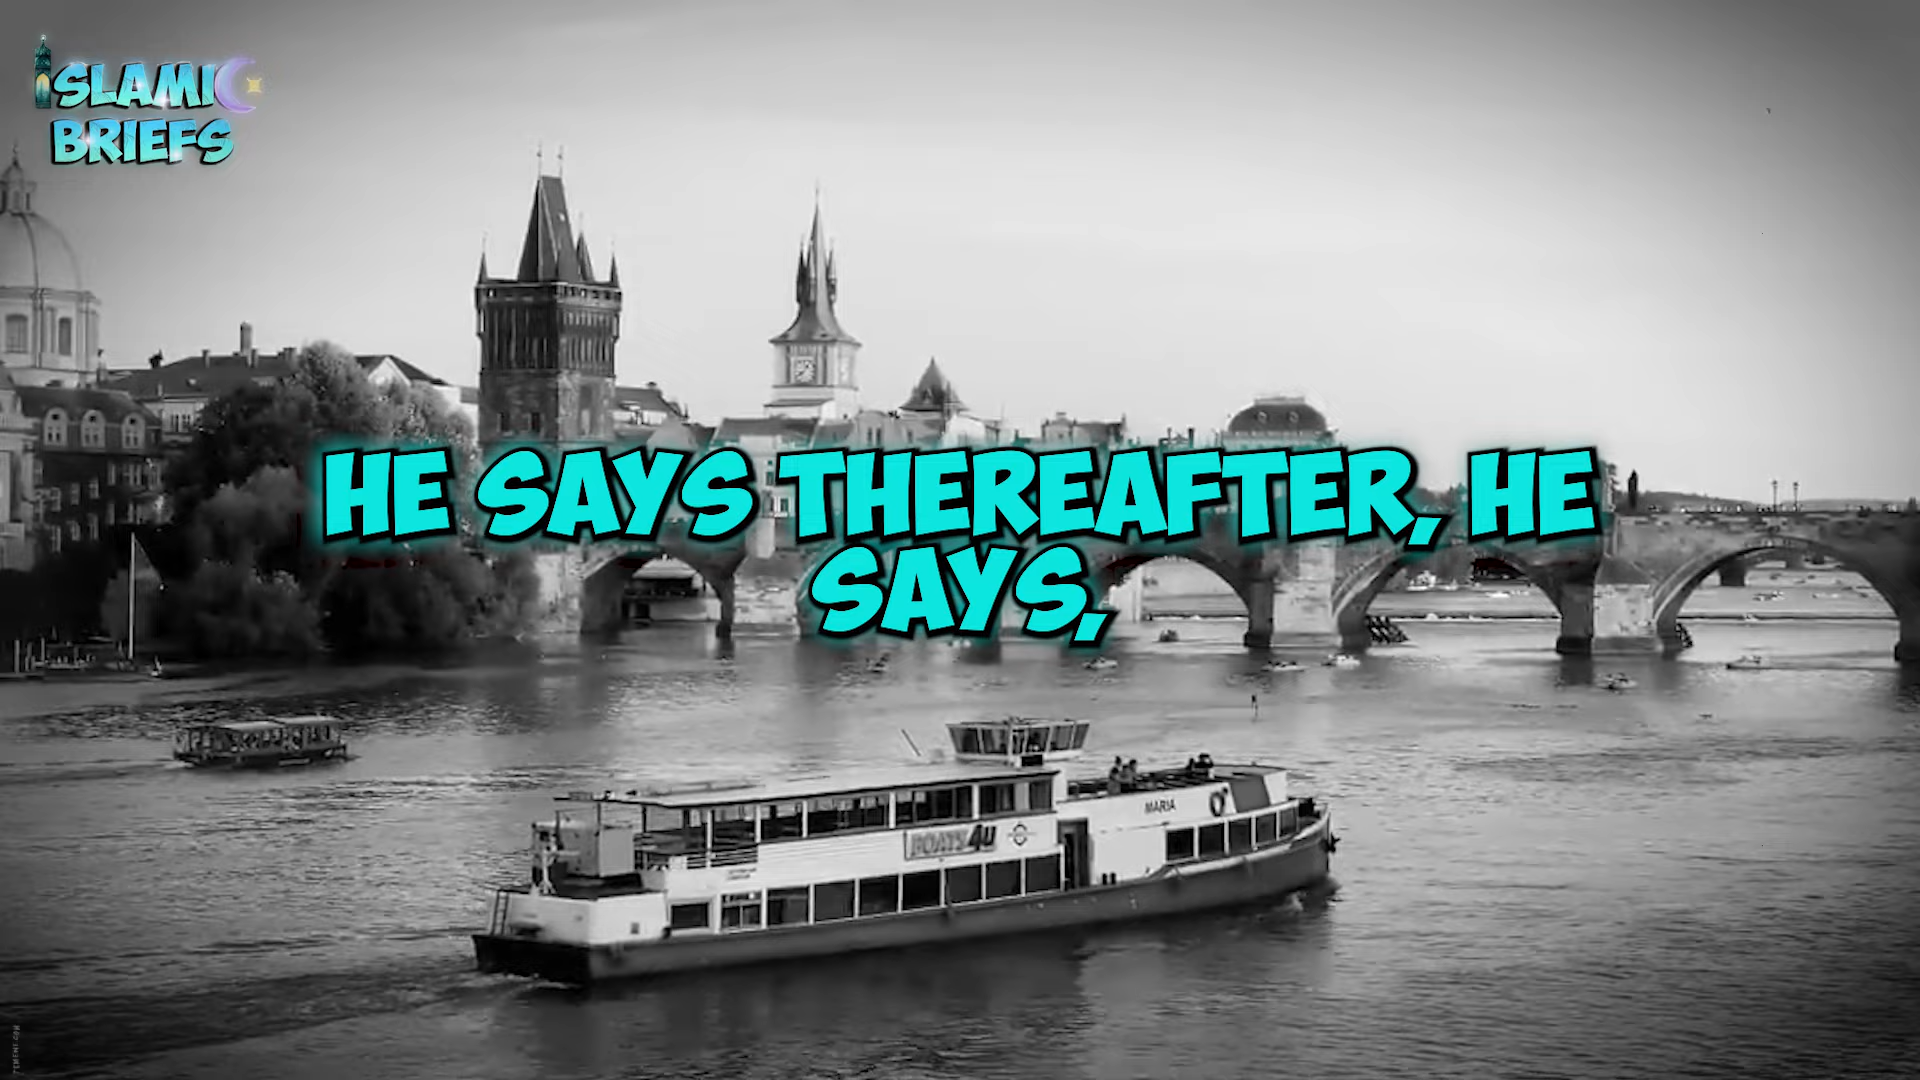 ISLAMIC
BRIEFS
HE SAYS THEREAFTER, HE
SAYS,
MARIA
BOATS4U